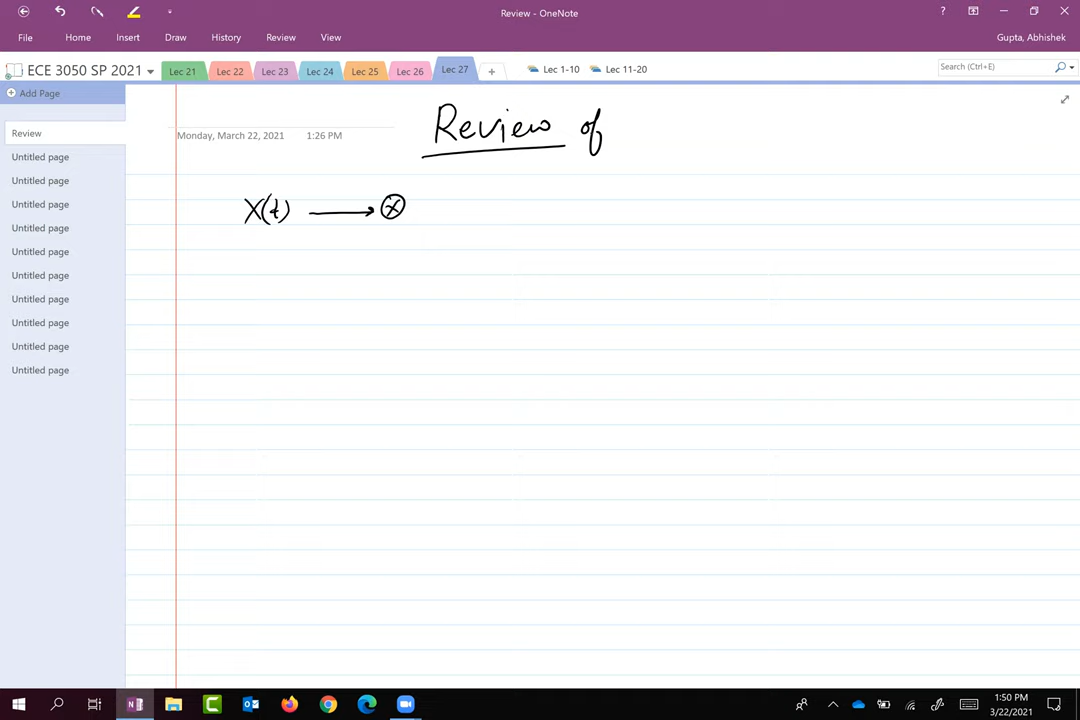 Review - OneNote
?
File Home Insert Draw History Review View
Gupta, Abhishek
ECE 3050 SP 2021 Lec 21 Lec 22 Lec 23 Lec 24 Lec 25 Lec 26 Lec 27 + Lec 1-10 Lec 11-20 Search (Ctrl+E)
+ Add Page
Review
Untitled page
Untitled page
Untitled page
Untitled page
Untitled page
Untitled page
Untitled page
Untitled page
Untitled page
Untitled page
Review of
Monday, March 22, 2021 1:26 PM
X(t) ⟶ ⓧ
1:50 PM
3/22/2021